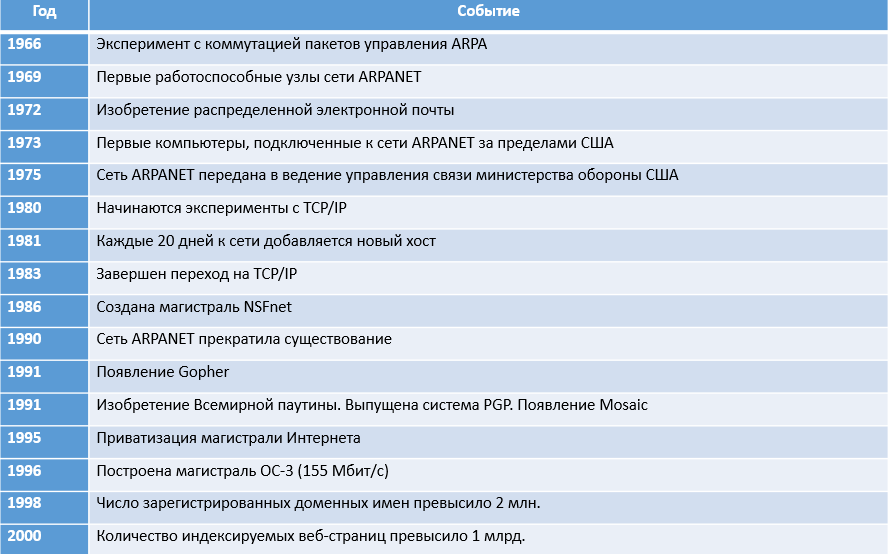 Год Событие
1966 Эксперимент с коммутацией пакетов управления ARPA
1969 Первые работоспособные узлы сети ARPANET
1972 Изобретение распределенной электронной почты
1973 Первые компьютеры, подключенные к сети ARPANET за пределами США
1975 Сеть ARPANET передана в ведение управления связи министерства обороны США
1980 Начинаются эксперименты с TCP/IP
1981 Каждые 20 дней к сети добавляется новый хост
1983 Завершен переход на TCP/IP
1986 Создана магистраль NSFnet
1990 Сеть ARPANET прекратила существование
1991 Появление Gopher
1991 Изобретение Всемирной паутины. Выпущена система PGP. Появление Mosaic
1995 Приватизация магистрали Интернета
1996 Построена магистраль ОС-3 (155 Мбит/с)
1998 Число зарегистрированных доменных имен превысило 2 млн.
2000 Количество индексируемых веб-страниц превысило 1 млрд.